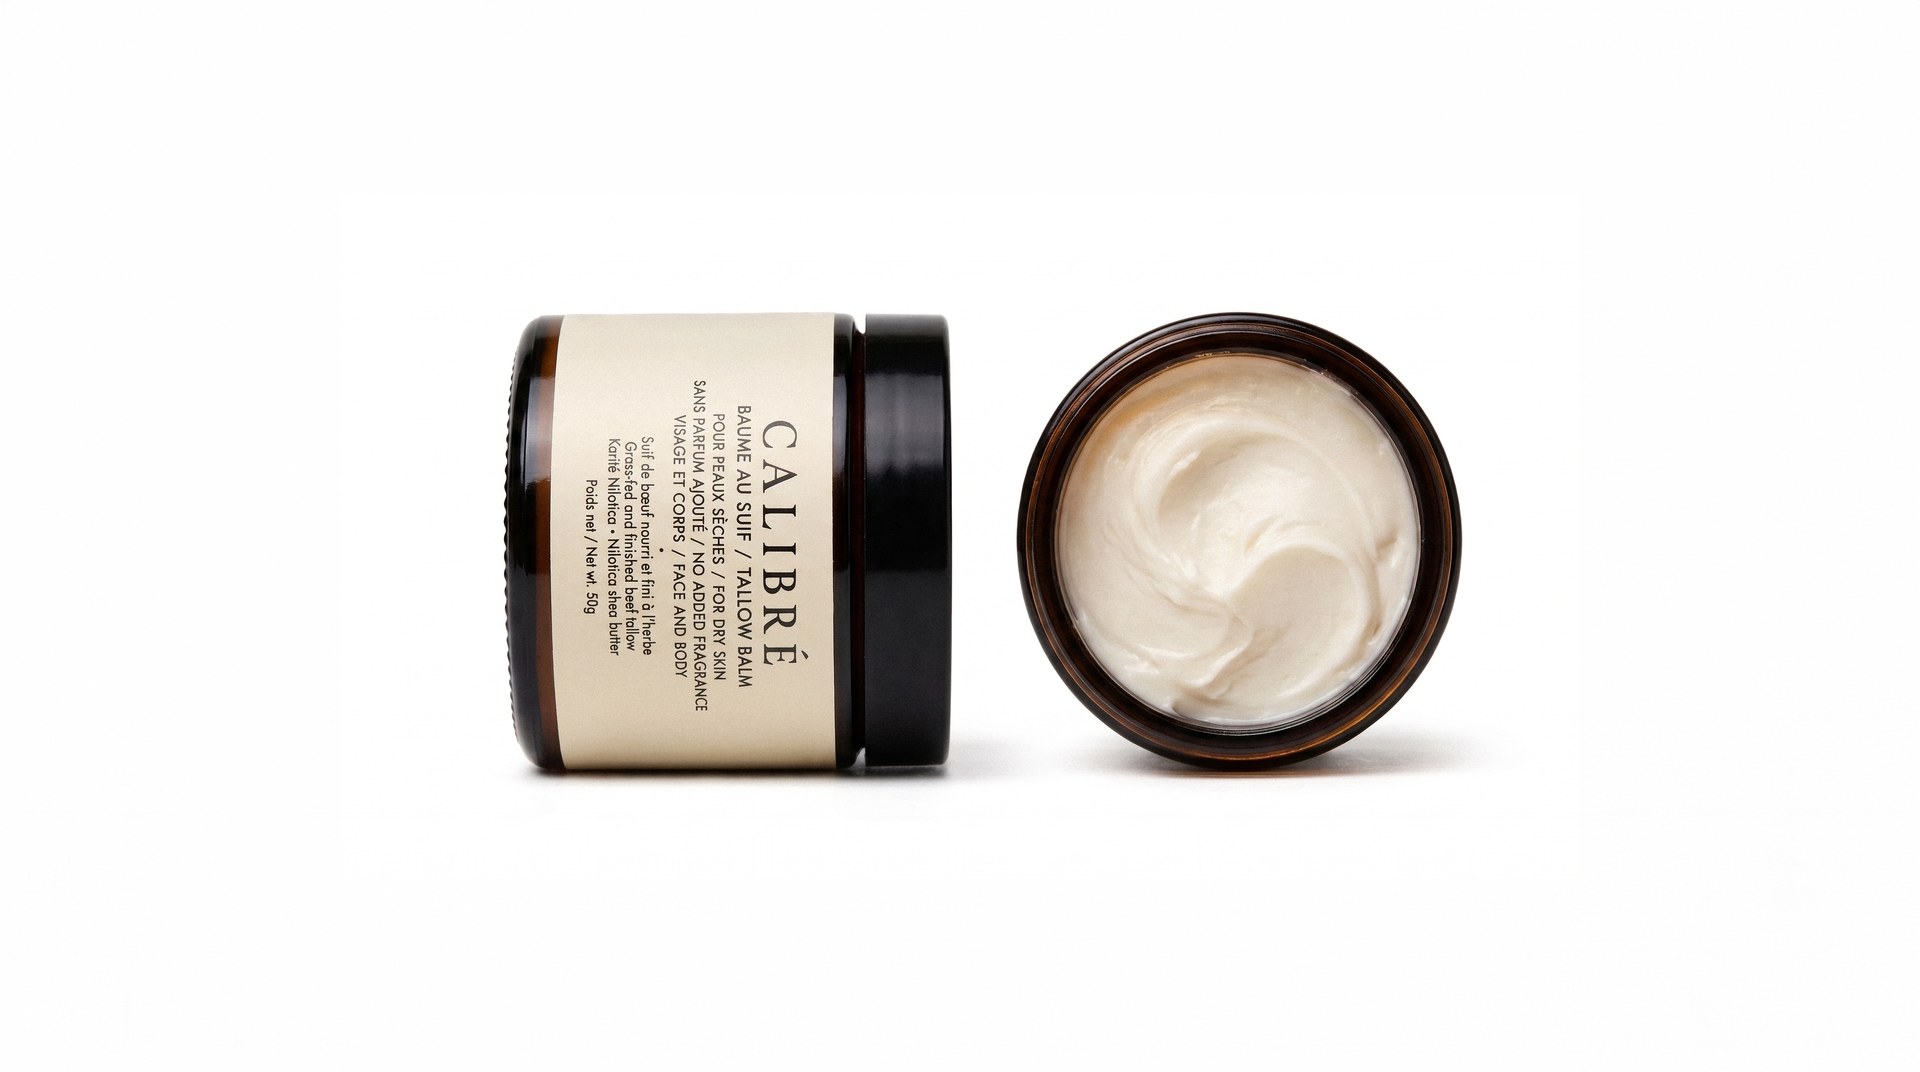 CALIBRÉ
BAUME AU SUIF / TALLOW BALM
POUR PEAUX SÈCHES / FOR DRY SKIN
SANS PARFUM AJOUTÉ / NO ADDED FRAGRANCE
VISAGE ET CORPS / FACE AND BODY
•
Suif de bœuf nourri et fini à l'herbe
Grass-fed and finished beef tallow
Karité Nilotica • Nilotica shea butter
Poids net / Net wt. 50g